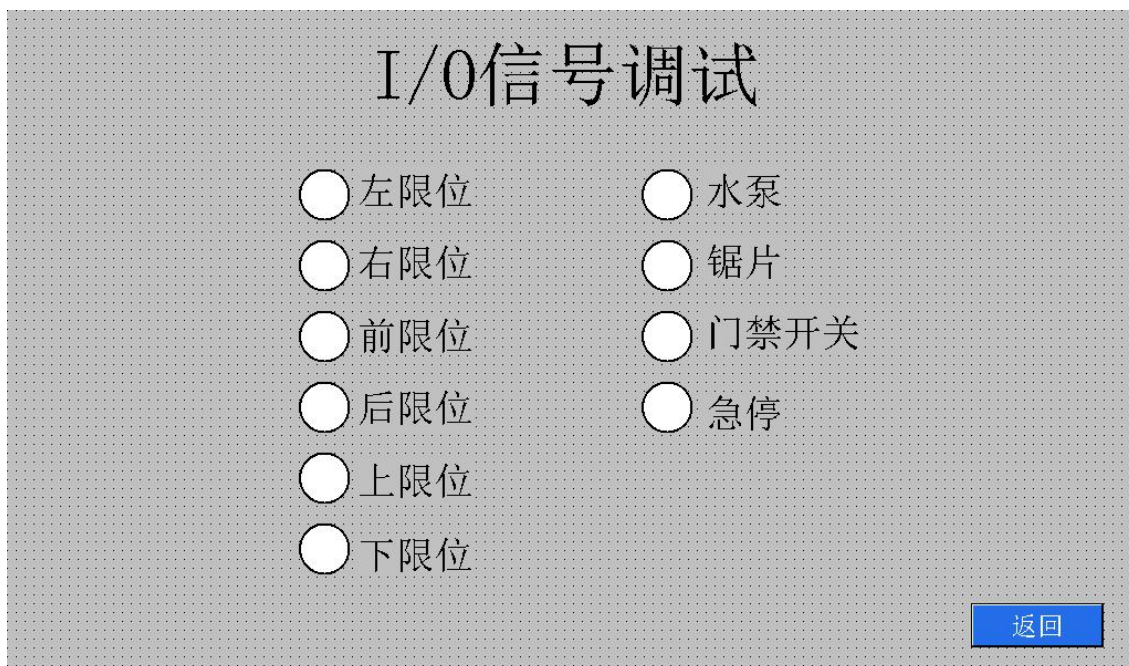 I/O信号调试
左限位
右限位
前限位
后限位
上限位
下限位
水泵
锯片
门禁开关
急停
返回